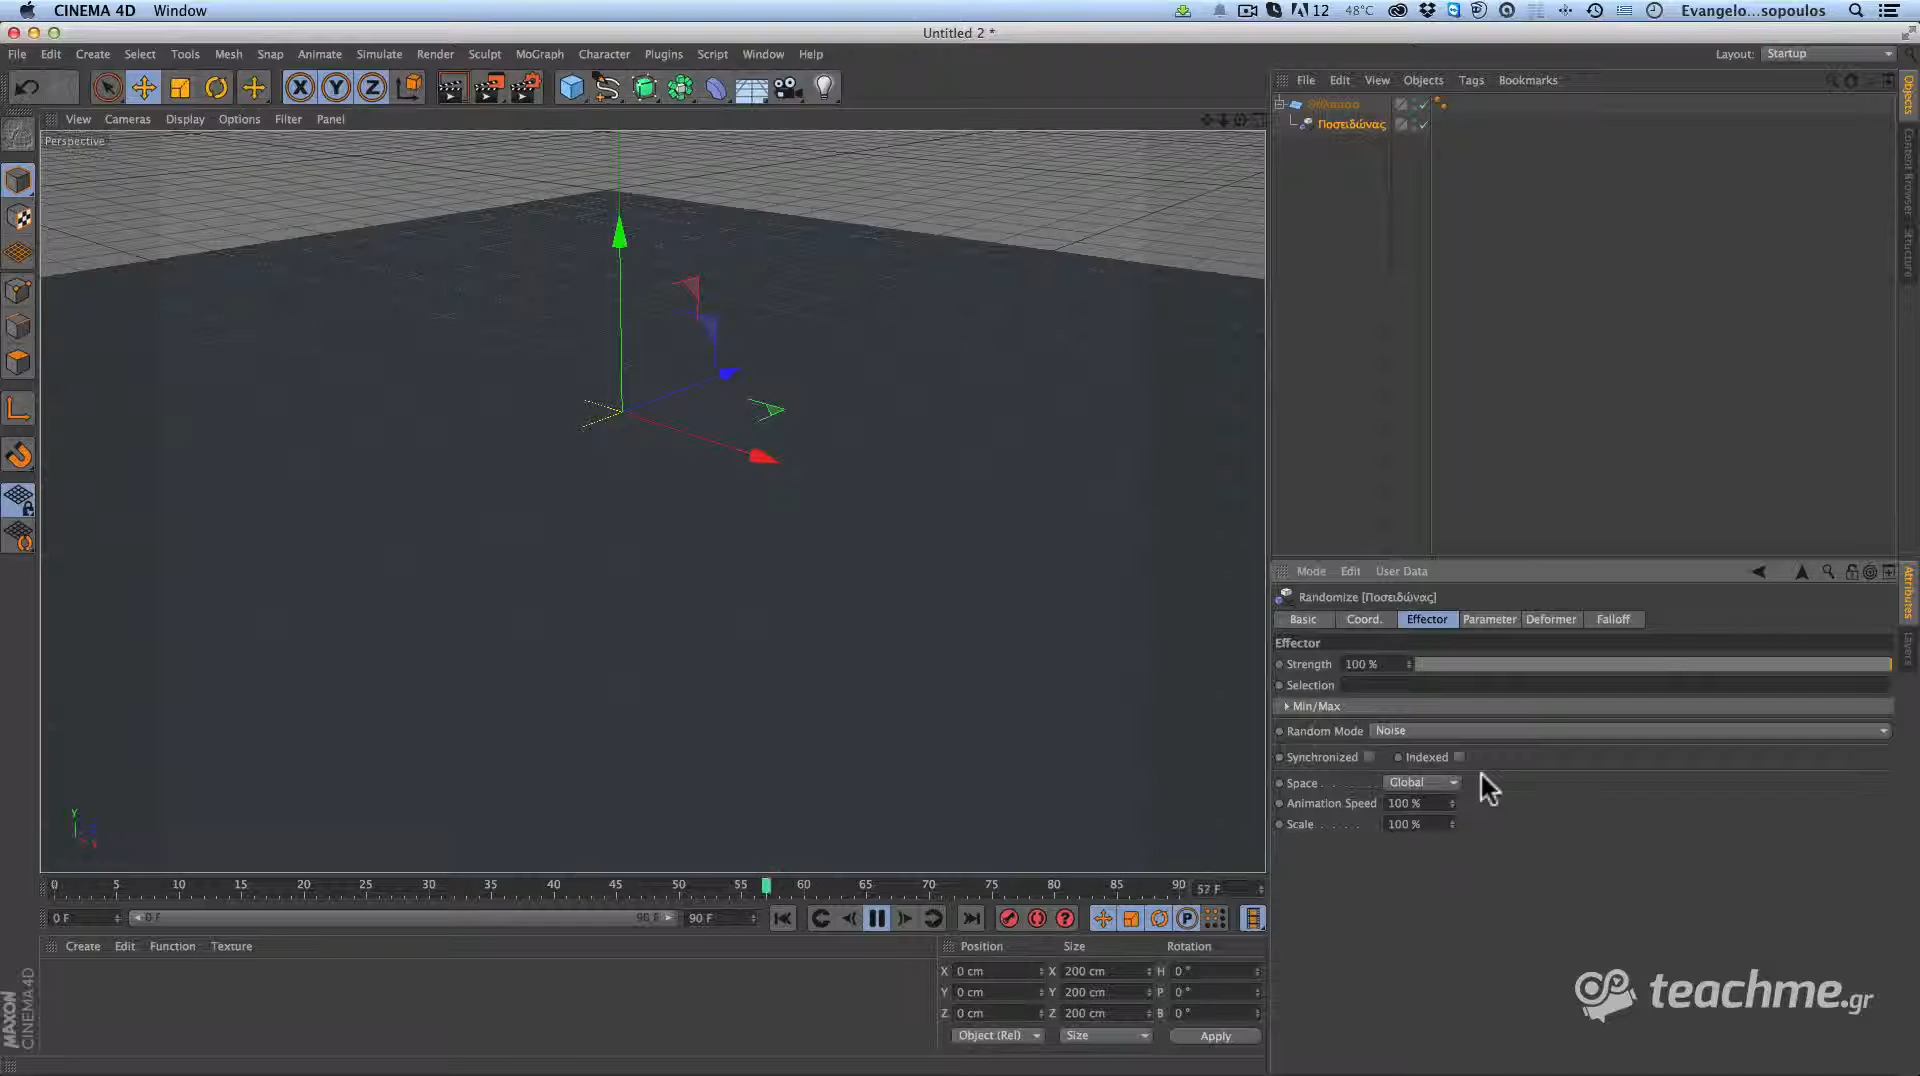 CINEMA 4D Window
12 48°C Evangelo...sopoulos
Untitled 2 *
File Edit Create Select Tools Mesh Snap Animate Simulate Render Sculpt MoGraph Character Plugins Script Window Help
Layout: Startup
X Y Z
File Edit View Objects Tags Bookmarks
View Cameras Display Options Filter Panel
Perspective
Ποσειδώνας
Objects
Content Browser
Structure
Mode Edit User Data
Randomize [Ποσειδώνας]
Basic Coord. Effector Parameter Deformer Falloff
Effector
Strength 100 %
Selection
Min/Max
Random Mode Noise
Synchronized Indexed
Space Global
Animation Speed 100 %
Scale 100 %
Attributes
Layers
Y
0 5 10 15 20 25 30 35 40 45 50 55 60 65 70 75 80 85 90 57 F
0 F 0 F 90 F 90 F
Create Edit Function Texture
Position Size Rotation
X 0 cm X 200 cm H 0 °
Y 0 cm Y 200 cm P 0 °
Z 0 cm Z 200 cm B 0 °
Object (Rel) Size Apply
MAXON
CINEMA 4D
teachme.gr